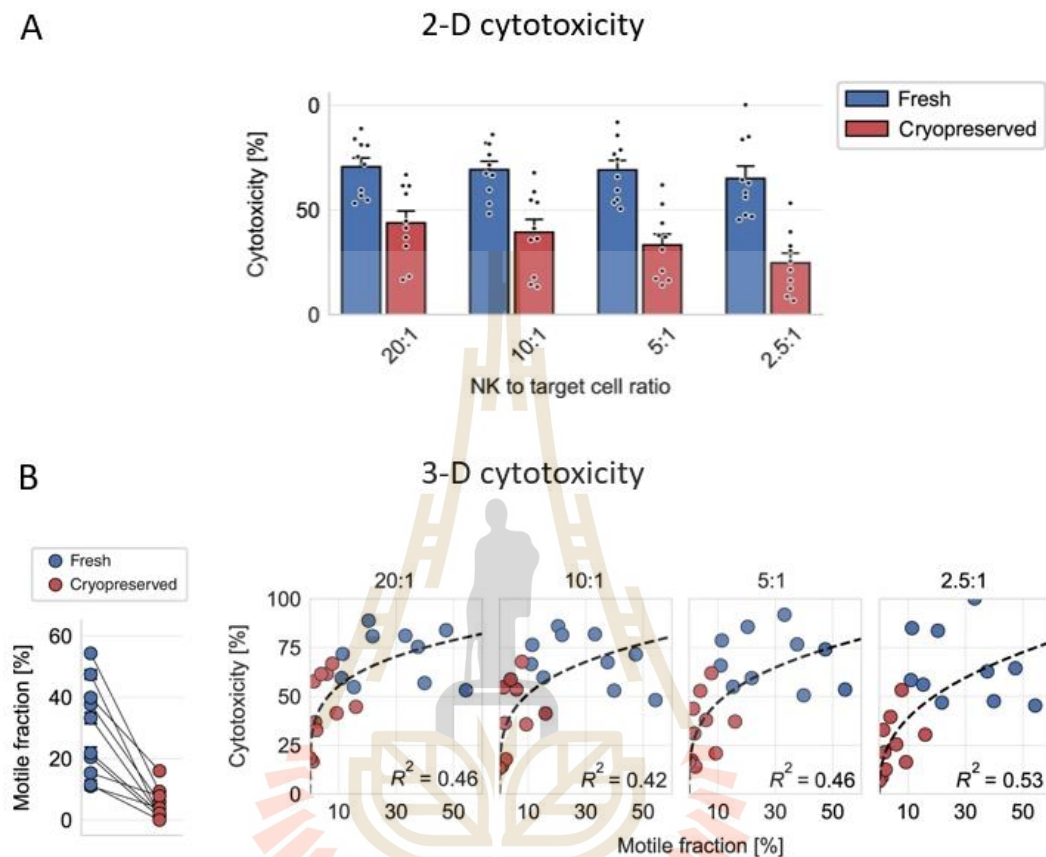 A
2-D cytotoxicity
Fresh
Cryopreserved
Cytotoxicity [%]
0
50
0
20:1
10:1
5:1
2.5:1
NK to target cell ratio
B
3-D cytotoxicity
Fresh
Cryopreserved
Motile fraction [%]
60
40
20
0
20:1
10:1
5:1
2.5:1
Cytotoxicity [%]
100
75
50
25
0
R² = 0.46
R² = 0.42
R² = 0.46
R² = 0.53
10 30 50
10 30 50
10 30 50
10 30 50
Motile fraction [%]